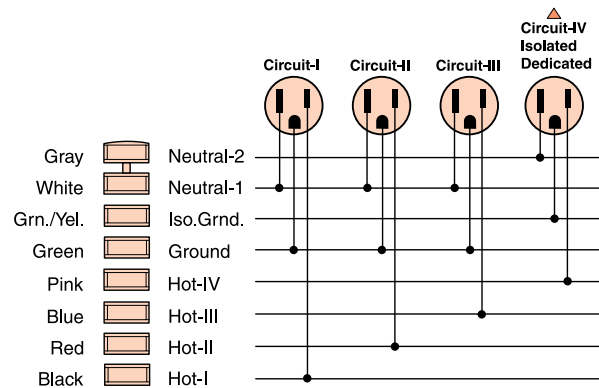 Circuit-IV
Isolated
Dedicated
Circuit-I Circuit-II Circuit-III
Gray Neutral-2
White Neutral-1
Grn./Yel. Iso.Grnd.
Green Ground
Pink Hot-IV
Blue Hot-III
Red Hot-II
Black Hot-I